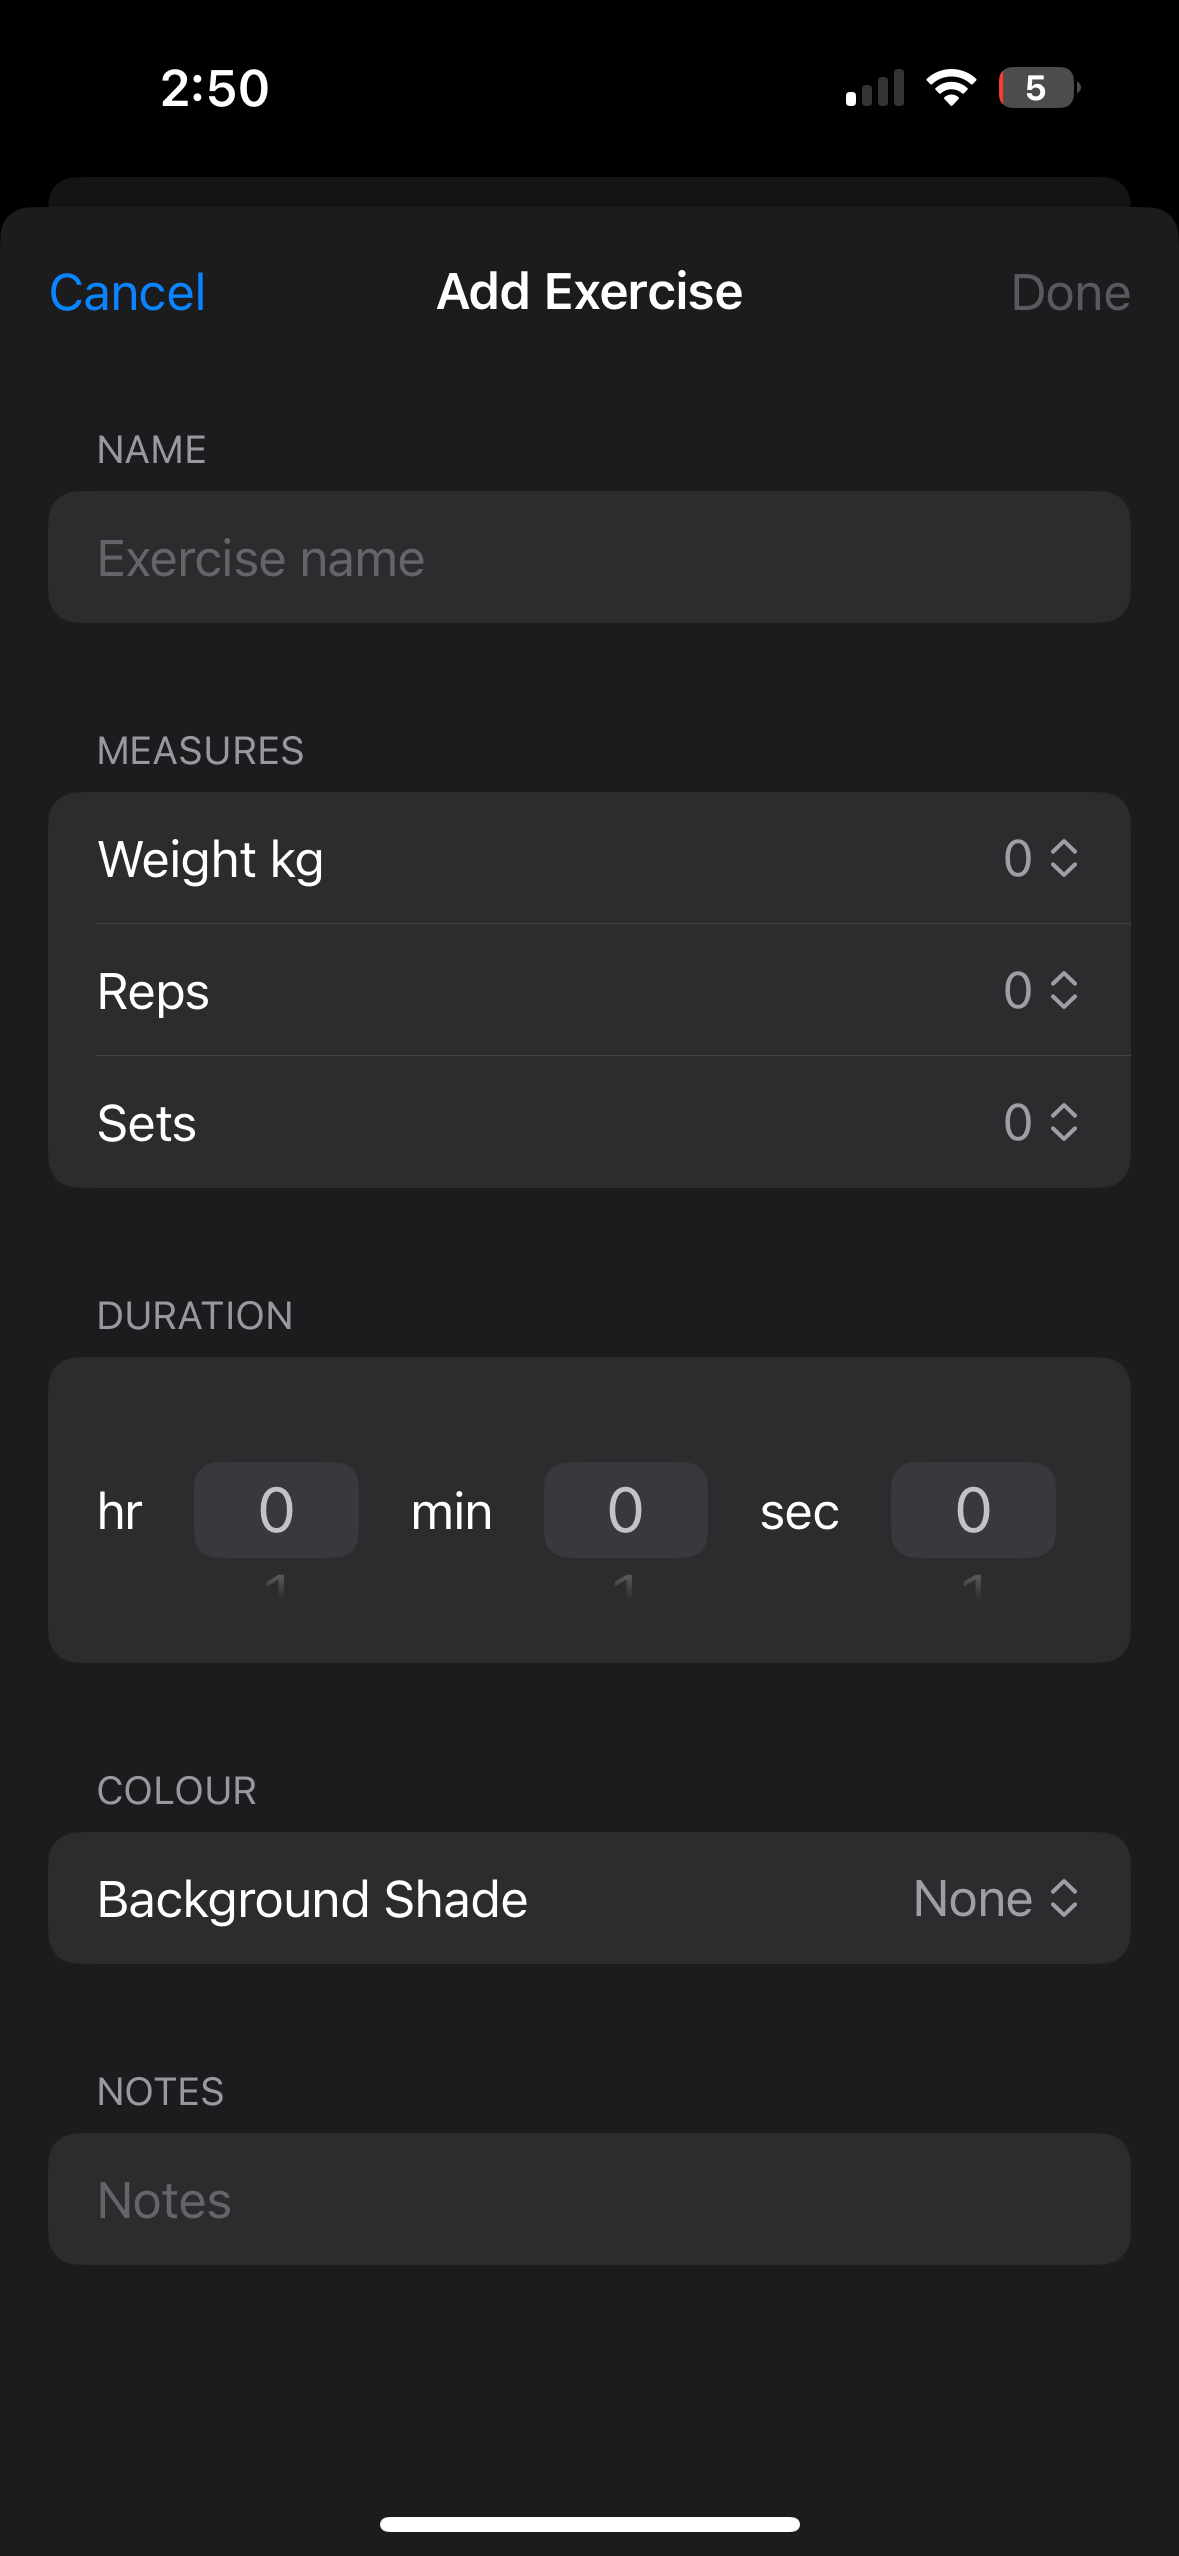 2:50 5
Cancel Add Exercise Done
NAME
Exercise name
MEASURES
Weight kg 0
Reps 0
Sets 0
DURATION
hr 0 min 0 sec 0
1 1 1
COLOUR
Background Shade None
NOTES
Notes